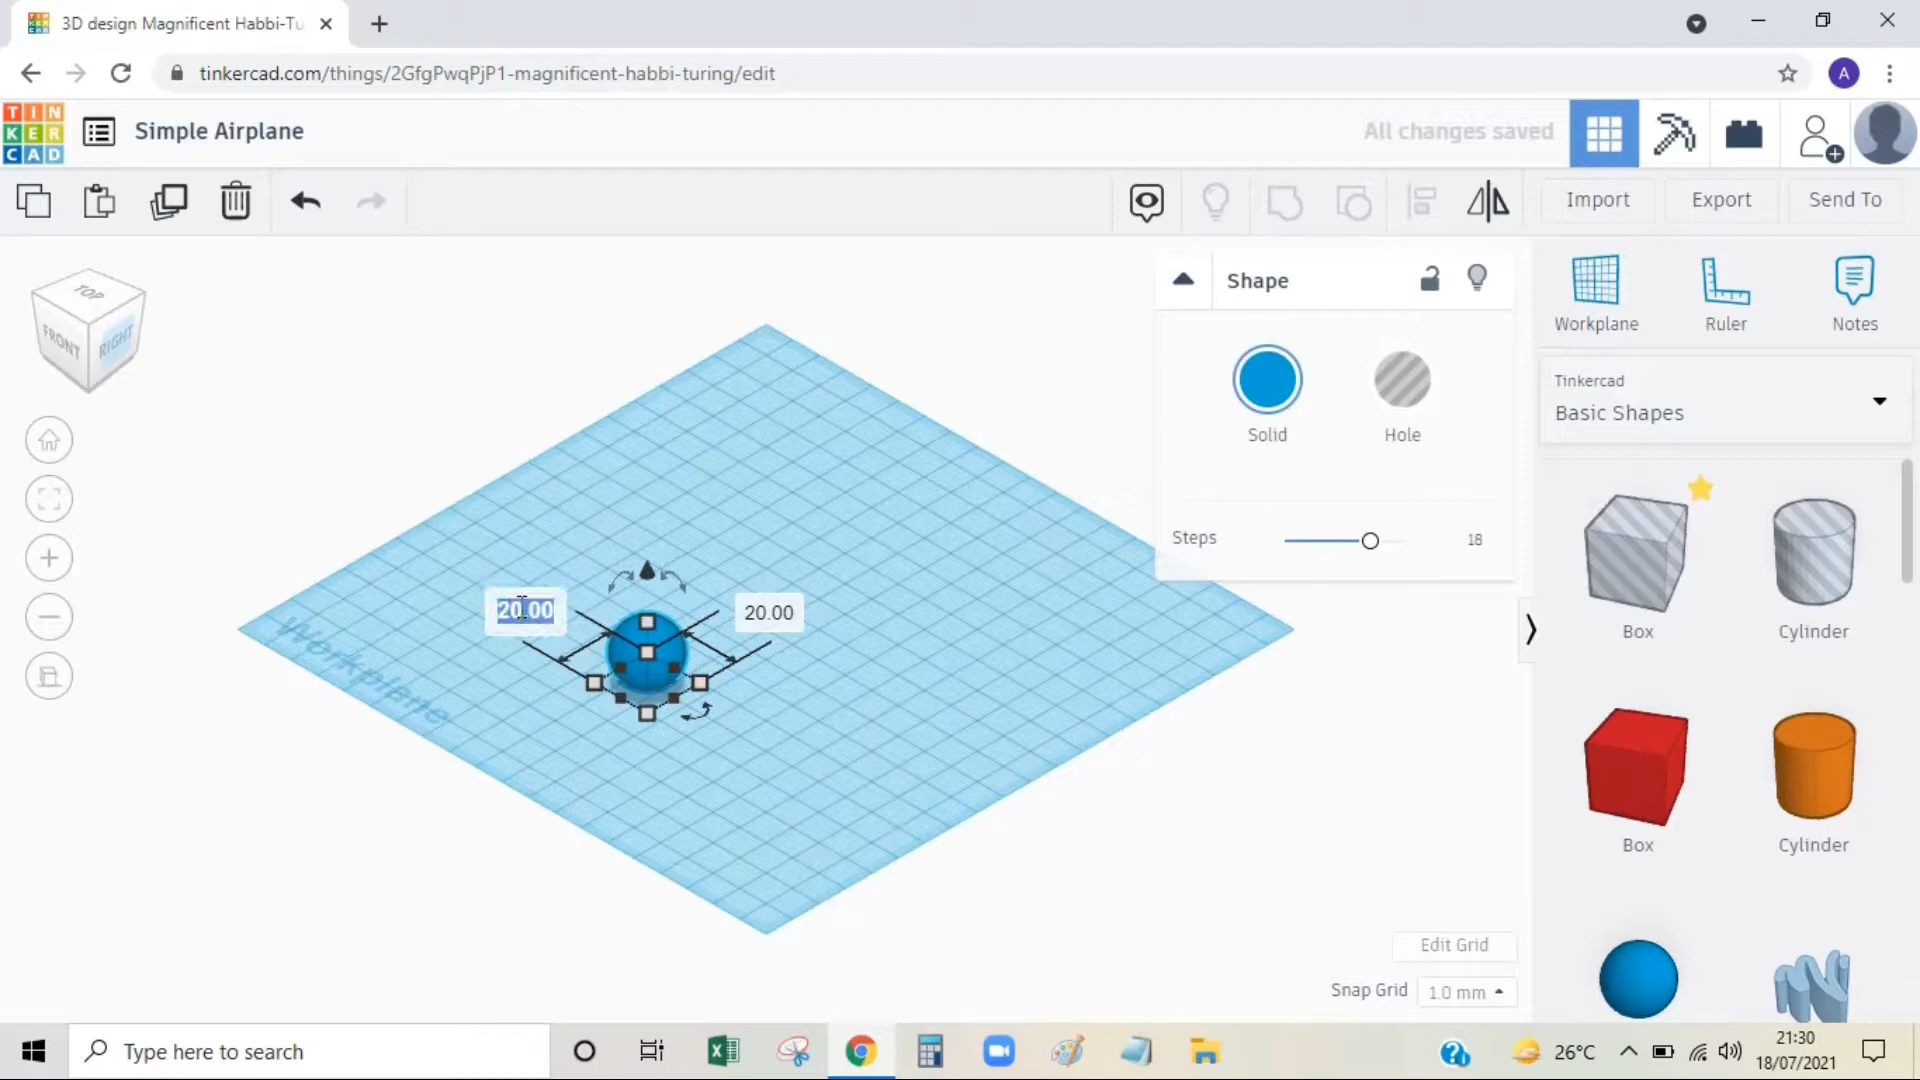 3D design Magnificent Habbi-Tu
tinkercad.com/things/2GfgPwqPjP1-magnificent-habbi-turing/edit
A
TIN
KER
CAD
Simple Airplane
All changes saved
Import
Export
Send To
TOP
FRONT
RIGHT
Shape
Solid
Hole
Steps
18
Workplane
Ruler
Notes
Tinkercad
Basic Shapes
Box
Cylinder
Box
Cylinder
20.00
20.00
Workplane
Edit Grid
Snap Grid
1.0 mm
Type here to search
26°C
21:30
18/07/2021